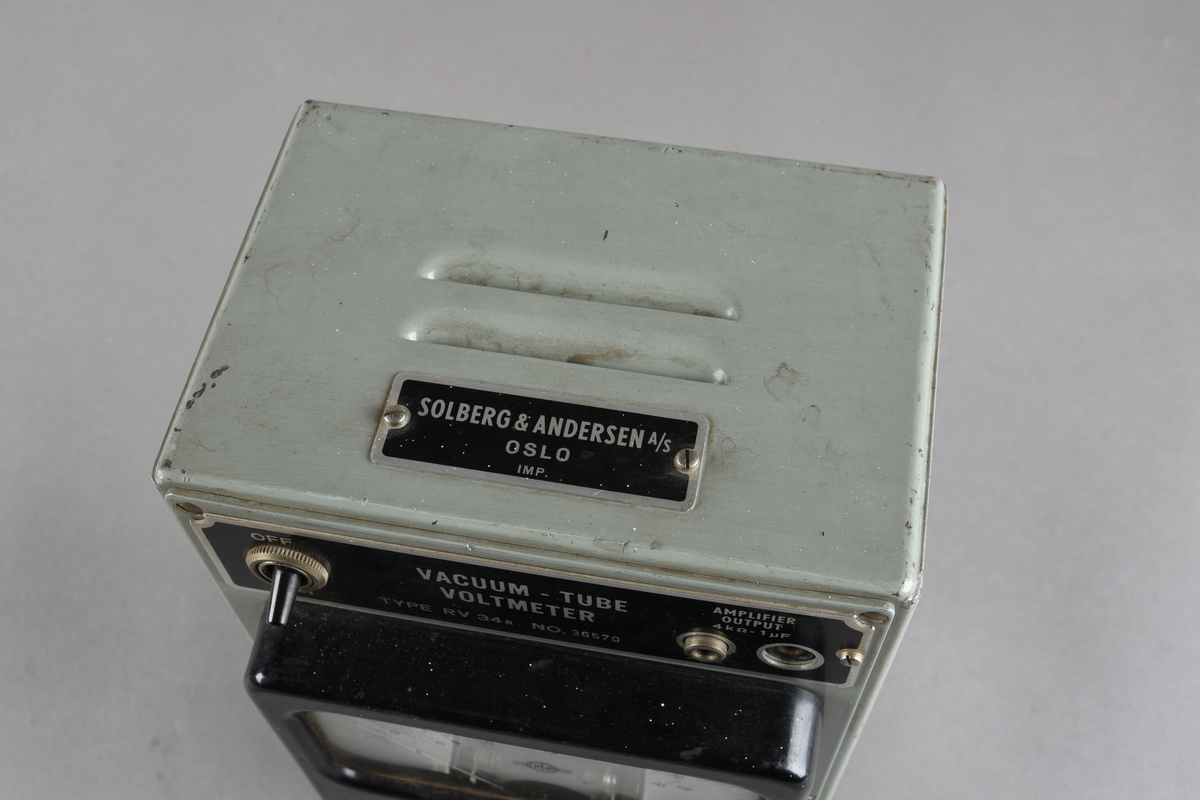 SOLBERG & ANDERSEN A/S
OSLO
IMP.
OFF
VACUUM - TUBE
VOLTMETER
TYPE RV 34a NO. 36570
AMPLIFIER
OUTPUT
4kΩ-1µF